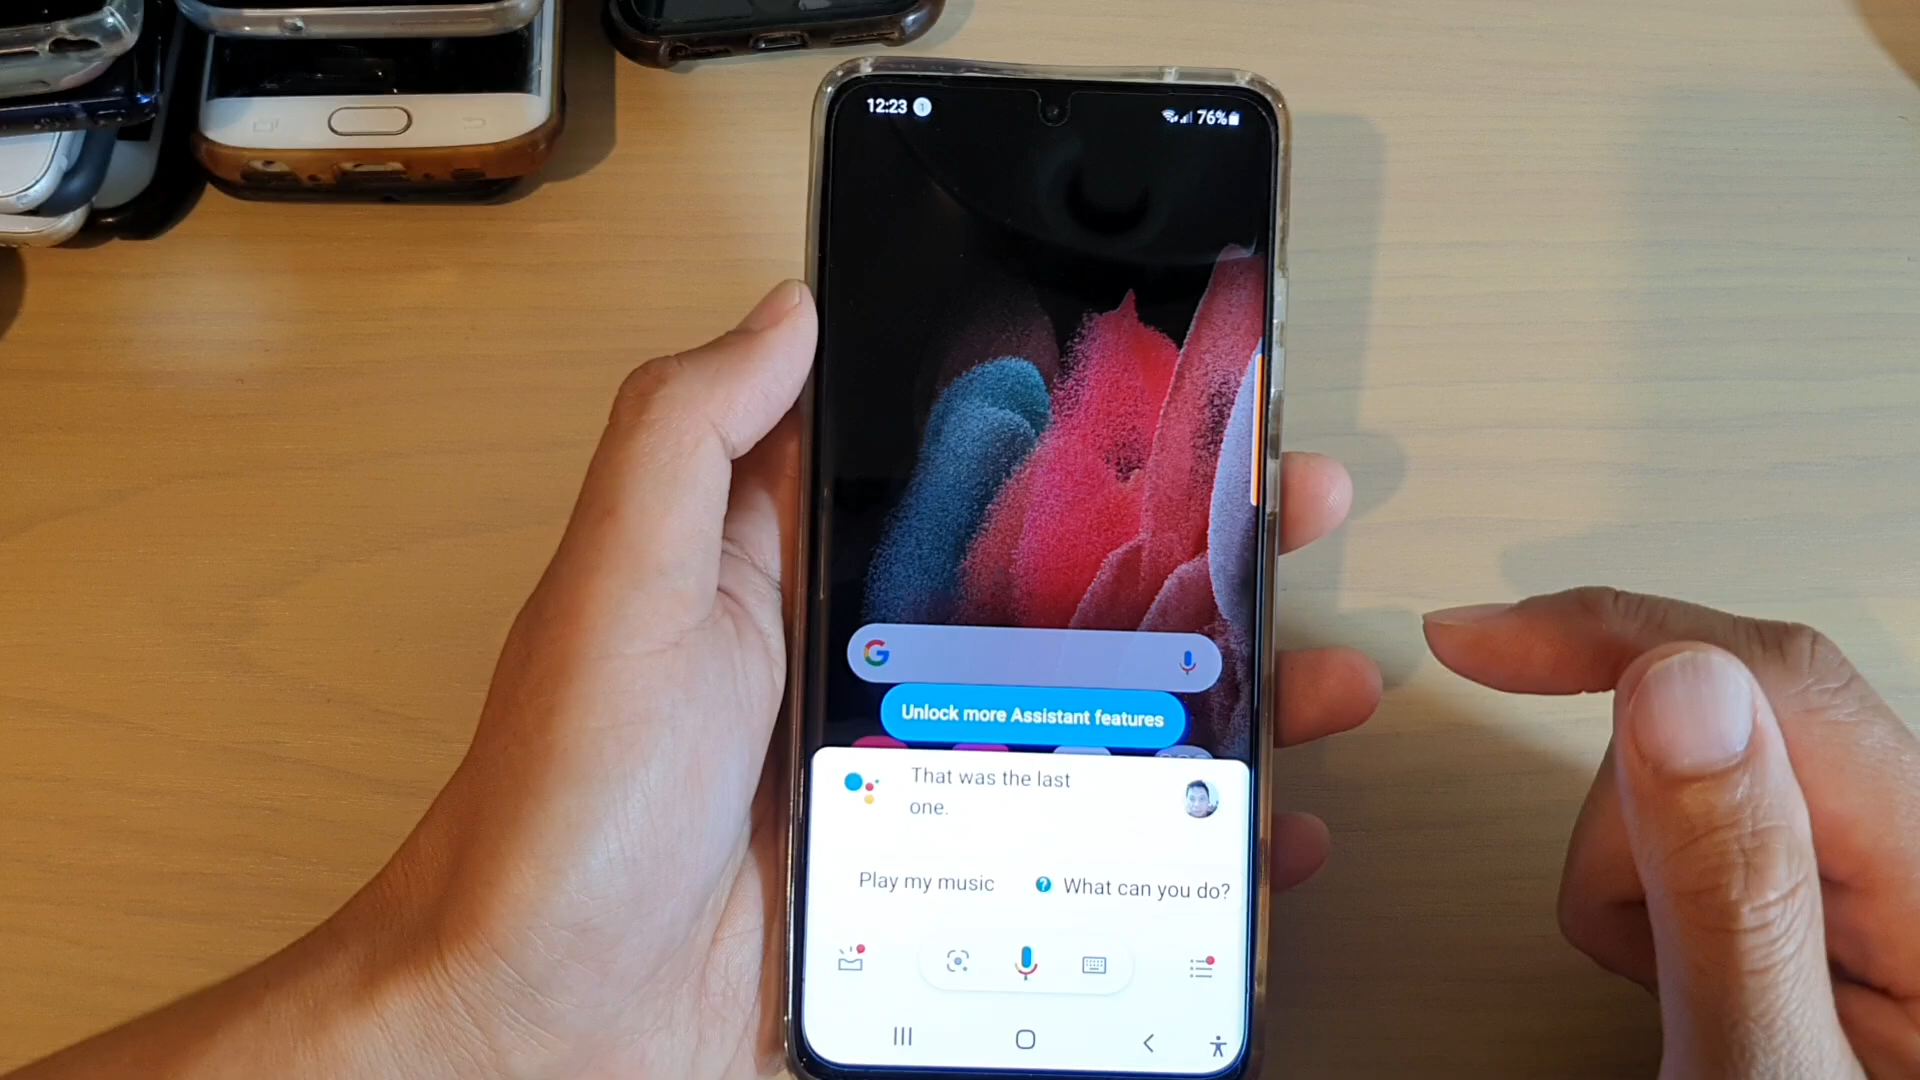 12:23
76%
G
Unlock more Assistant features
That was the last
one.
Play my music
? What can you do?